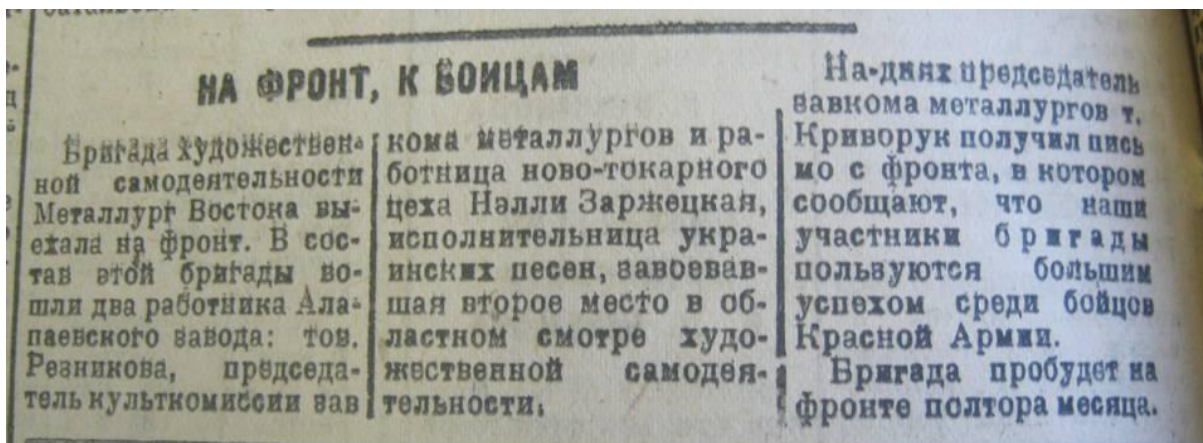 НА ФРОНТ, К БОЙЦАМ
Бригада художествен-
ной самодеятельности
Металлург Востока вы-
ехала на фронт. В сос-
тав этой бригады во-
шли два работника Ала-
паевского завода: тов.
Резникова, председа-
тель культкомиссии зав
кома металлургов и ра-
ботница ново-токарного
цеха Нэлли Заржецкая,
исполнительница укра-
инских песен, завоевав-
шая второе место в об-
ластном смотре худо-
жественной самодея-
тельности.
На-днях председатель
завкома металлургов т.
Криворук получил пись
мо с фронта, в котором
сообщают, что наши
участники бригады
пользуются большим
успехом среди бойцов
Красной Армии.
Бригада пробудет на
фронте полтора месяца.